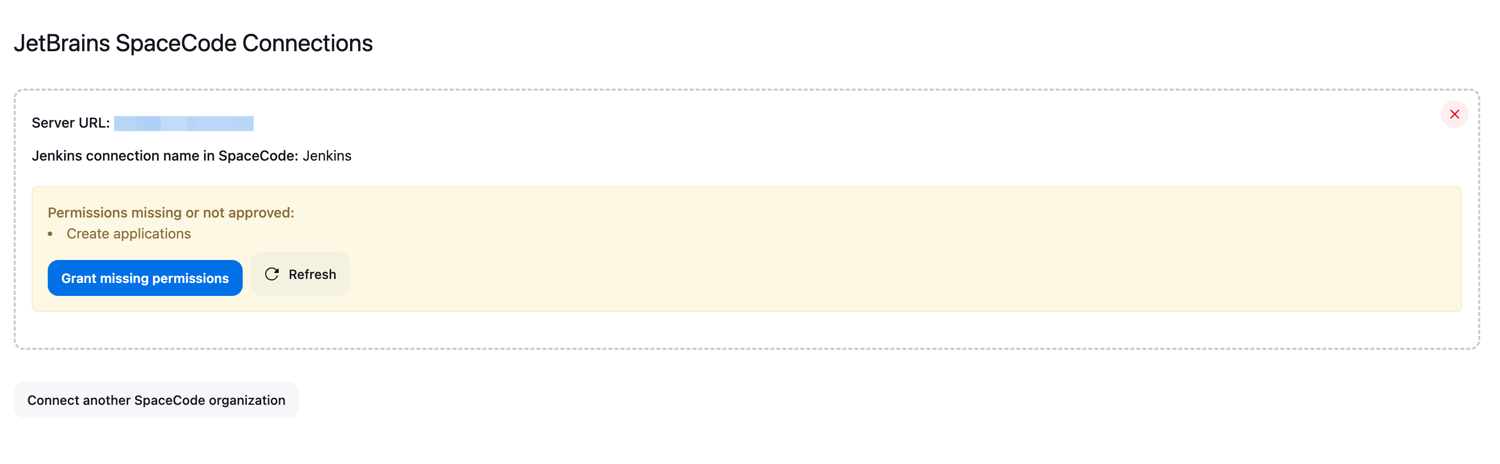 JetBrains SpaceCode Connections
Server URL:
Jenkins connection name in SpaceCode: Jenkins
Permissions missing or not approved:
• Create applications
Grant missing permissions
Refresh
Connect another SpaceCode organization